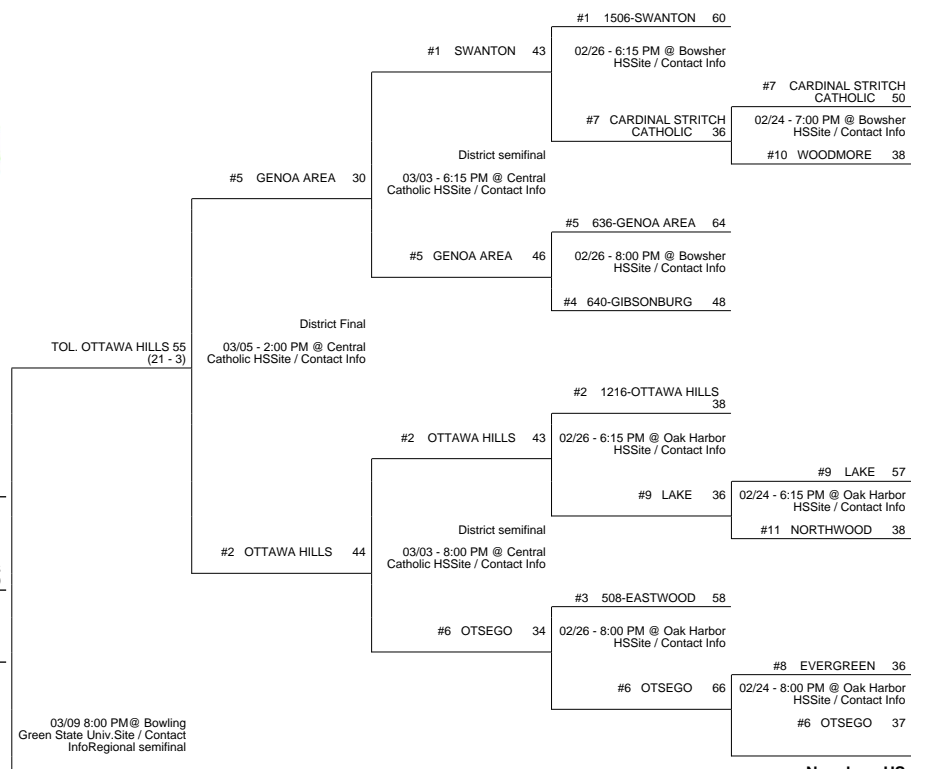 #1 1506-SWANTON 60
#1 SWANTON 43
02/26 - 6:15 PM @ Bowsher
HSSite / Contact Info
#7 CARDINAL STRITCH
CATHOLIC 50
#7 CARDINAL STRITCH
CATHOLIC 36
02/24 - 7:00 PM @ Bowsher
HSSite / Contact Info
#10 WOODMORE 38
District semifinal
03/03 - 6:15 PM @ Central
Catholic HSSite / Contact Info
#5 GENOA AREA 30
#5 636-GENOA AREA 64
#5 GENOA AREA 46
02/26 - 8:00 PM @ Bowsher
HSSite / Contact Info
#4 640-GIBSONBURG 48
District Final
03/05 - 2:00 PM @ Central
Catholic HSSite / Contact Info
TOL. OTTAWA HILLS 55
(21 - 3)
#2 1216-OTTAWA HILLS
38
#2 OTTAWA HILLS 43
02/26 - 6:15 PM @ Oak Harbor
HSSite / Contact Info
#9 LAKE 57
#9 LAKE 36
02/24 - 6:15 PM @ Oak Harbor
HSSite / Contact Info
#11 NORTHWOOD 38
District semifinal
03/03 - 8:00 PM @ Central
Catholic HSSite / Contact Info
#2 OTTAWA HILLS 44
#3 508-EASTWOOD 58
#6 OTSEGO 34
02/26 - 8:00 PM @ Oak Harbor
HSSite / Contact Info
#8 EVERGREEN 36
#6 OTSEGO 66
02/24 - 8:00 PM @ Oak Harbor
HSSite / Contact Info
#6 OTSEGO 37
03/09 8:00 PM@ Bowling
Green State Univ.Site / Contact
InfoRegional semifinal